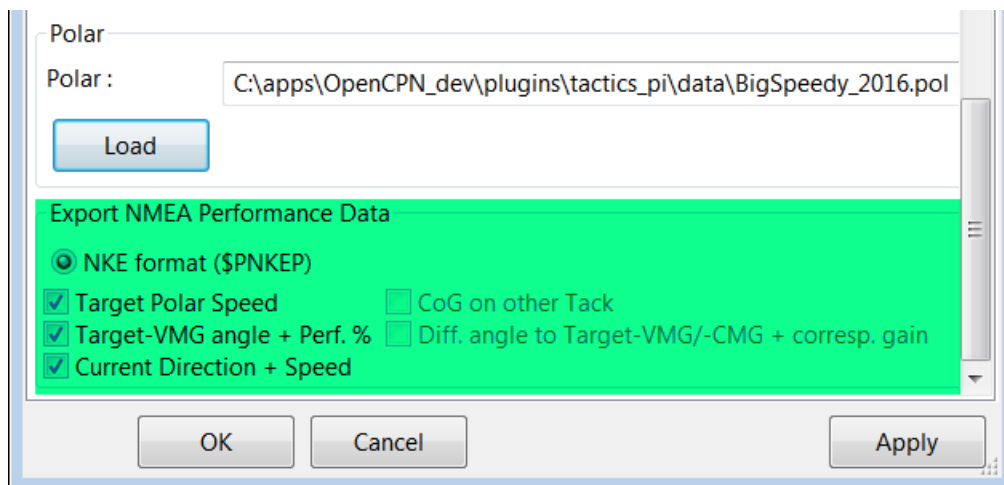 Polar
Polar : C:\apps\OpenCPN_dev\plugins\tactics_pi\data\BigSpeedy_2016.pol
Load
Export NMEA Performance Data
NKE format ($PNKEP)
Target Polar Speed CoG on other Tack
Target-VMG angle + Perf. % Diff. angle to Target-VMG/-CMG + corresp. gain
Current Direction + Speed
OK Cancel Apply